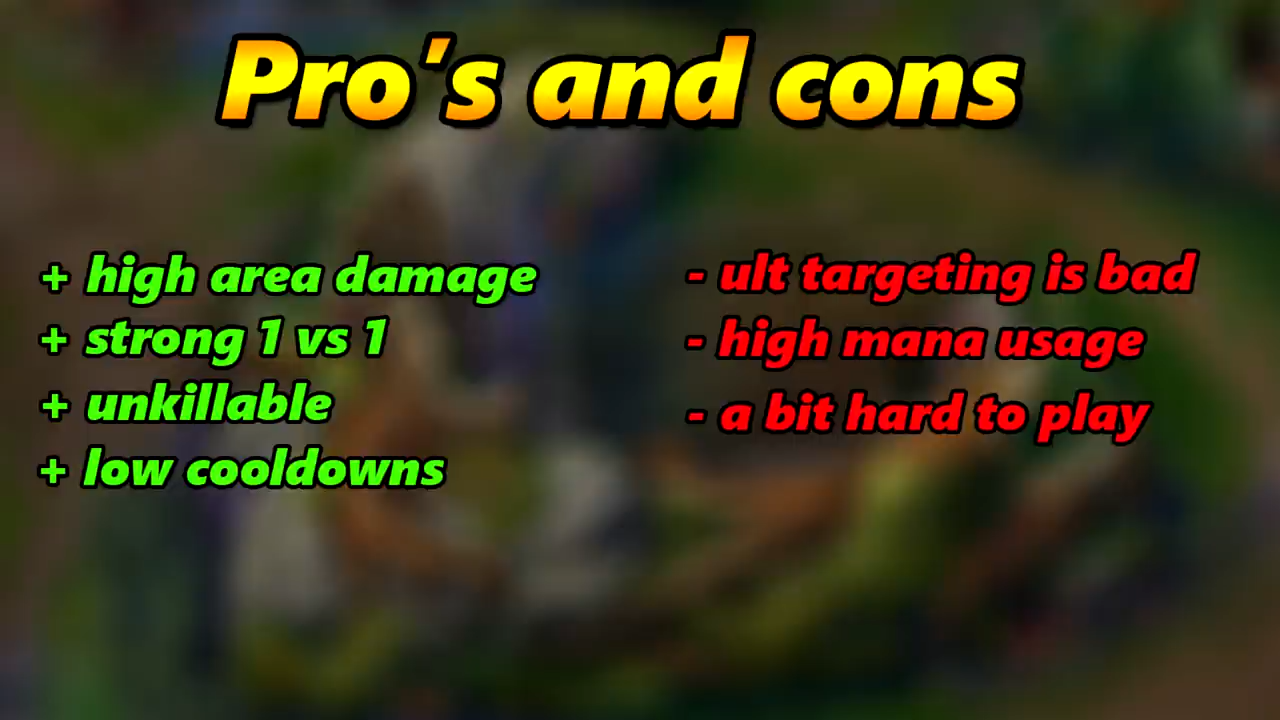 Pro's and cons
+ high area damage
+ strong 1 vs 1
+ unkillable
+ low cooldowns
- ult targeting is bad
- high mana usage
- a bit hard to play